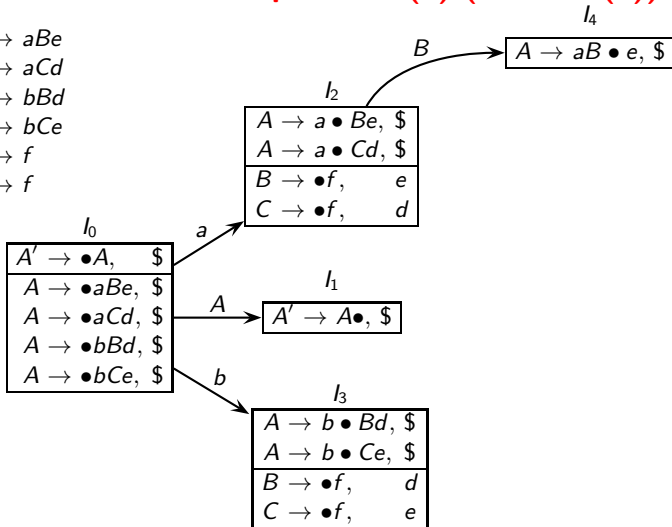 I₄
A → aB • e, $
B
→ aBe
→ aCd
→ bBd
→ bCe
→ f
→ f
I₂
A → a • Be, $
A → a • Cd, $
B → •f, e
C → •f, d
a
I₀
A′ → •A, $
A → •aBe, $
A → •aCd, $
A → •bBd, $
A → •bCe, $
A
I₁
A′ → A•, $
b
I₃
A → b • Bd, $
A → b • Ce, $
B → •f, d
C → •f, e